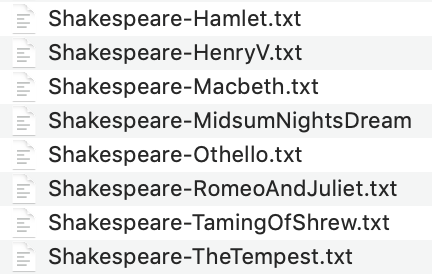 Shakespeare-Hamlet.txt
Shakespeare-HenryV.txt
Shakespeare-Macbeth.txt
Shakespeare-MidsumNightsDream
Shakespeare-Othello.txt
Shakespeare-RomeoAndJuliet.txt
Shakespeare-TamingOfShrew.txt
Shakespeare-TheTempest.txt